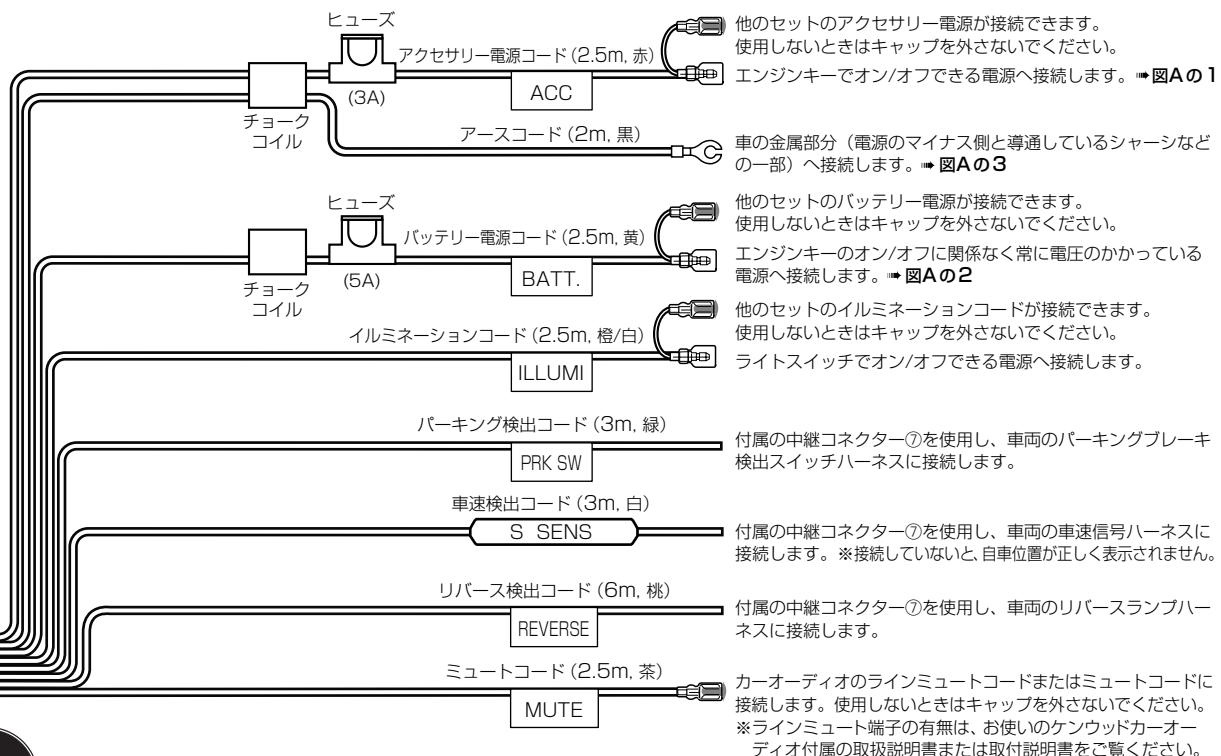 ヒューズ
アクセサリー電源コード (2.5m, 赤)
ACC
(3A)
チョーク
コイル
他のセットのアクセサリー電源が接続できます。
使用しないときはキャップを外さないでください。
エンジンキーでオン/オフできる電源へ接続します。➠図Aの1
アースコード (2m, 黒)
車の金属部分（電源のマイナス側と導通しているシャーシなど
の一部）へ接続します。➠図Aの3
ヒューズ
バッテリー電源コード (2.5m, 黄)
BATT.
(5A)
チョーク
コイル
他のセットのバッテリー電源が接続できます。
使用しないときはキャップを外さないでください。
エンジンキーのオン/オフに関係なく常に電圧のかかっている
電源へ接続します。➠図Aの2
イルミネーションコード (2.5m, 橙/白)
ILLUMI
他のセットのイルミネーションコードが接続できます。
使用しないときはキャップを外さないでください。
ライトスイッチでオン/オフできる電源へ接続します。
パーキング検出コード (3m, 緑)
PRK SW
付属の中継コネクター⑦を使用し、車両のパーキングブレーキ
検出スイッチハーネスに接続します。
車速検出コード (3m, 白)
S SENS
付属の中継コネクター⑦を使用し、車両の車速信号ハーネスに
接続します。※接続していないと、自車位置が正しく表示されません。
リバース検出コード (6m, 桃)
REVERSE
付属の中継コネクター⑦を使用し、車両のリバースランプハー
ネスに接続します。
ミュートコード (2.5m, 茶)
MUTE
カーオーディオのラインミュートコードまたはミュートコードに
接続します。使用しないときはキャップを外さないでください。
※ラインミュート端子の有無は、お使いのケンウッドカーオー
ディオ付属の取扱説明書または取付説明書をご覧ください。